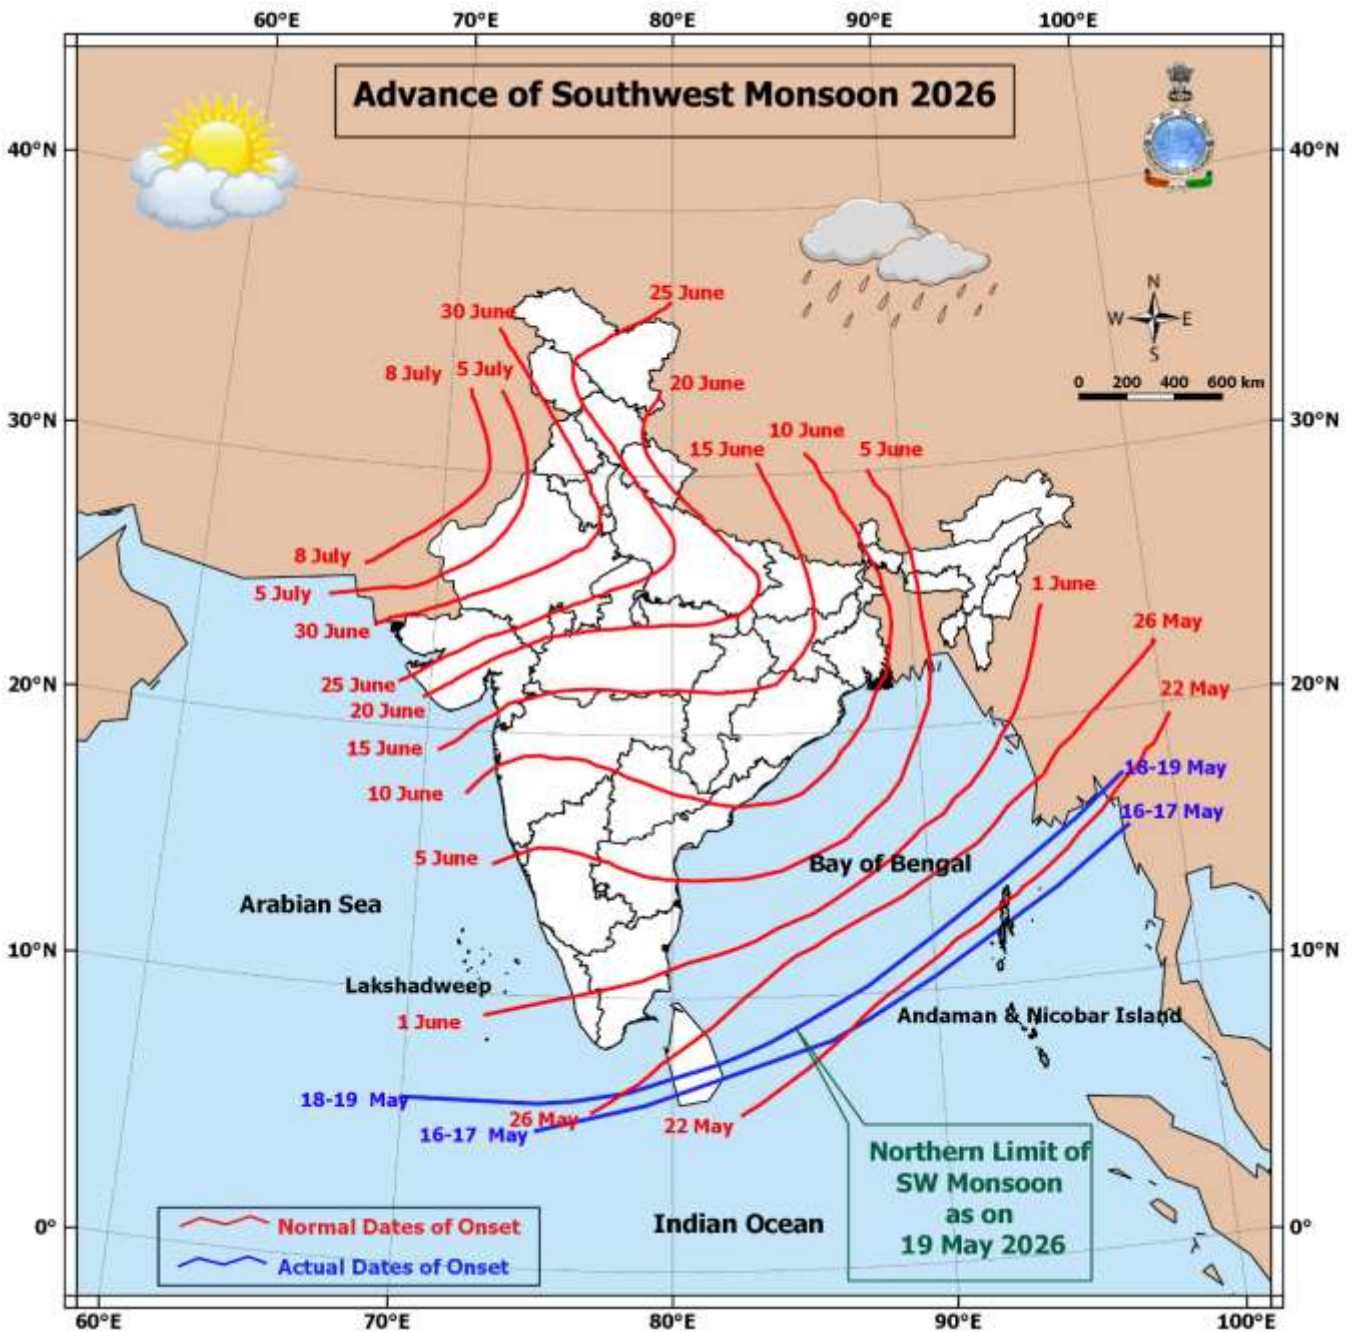 60°E 70°E 80°E 90°E 100°E
Advance of Southwest Monsoon 2026
40°N 40°N
N
W E
S
0 200 400 600 km
25 June
30 June
8 July 5 July
20 June
30°N 30°N
10 June
15 June 5 June
8 July
5 July
1 June
30 June
26 May
25 June
20°N 22 May 20°N
20 June
15 June
18-19 May
10 June
16-17 May
5 June
Bay of Bengal
Arabian Sea
10°N 10°N
Lakshadweep
1 June
Andaman & Nicobar Island
18-19 May
26 May
16-17 May 22 May
Northern Limit of
SW Monsoon
as on
19 May 2026
Indian Ocean
0° 0°
Normal Dates of Onset
Actual Dates of Onset
60°E 70°E 80°E 90°E 100°E